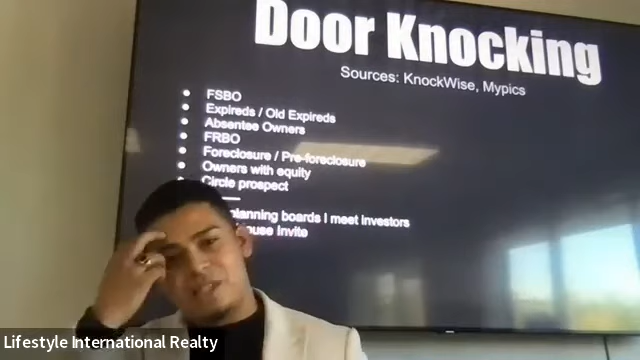 Door Knocking
Sources: KnockWise, Mypics
FSBO
Expireds / Old Expireds
Absentee Owners
FRBO
Foreclosure / Pre-foreclosure
Owners with equity
Circle prospect
planning boards I meet Investors
Invite
Lifestyle International Realty